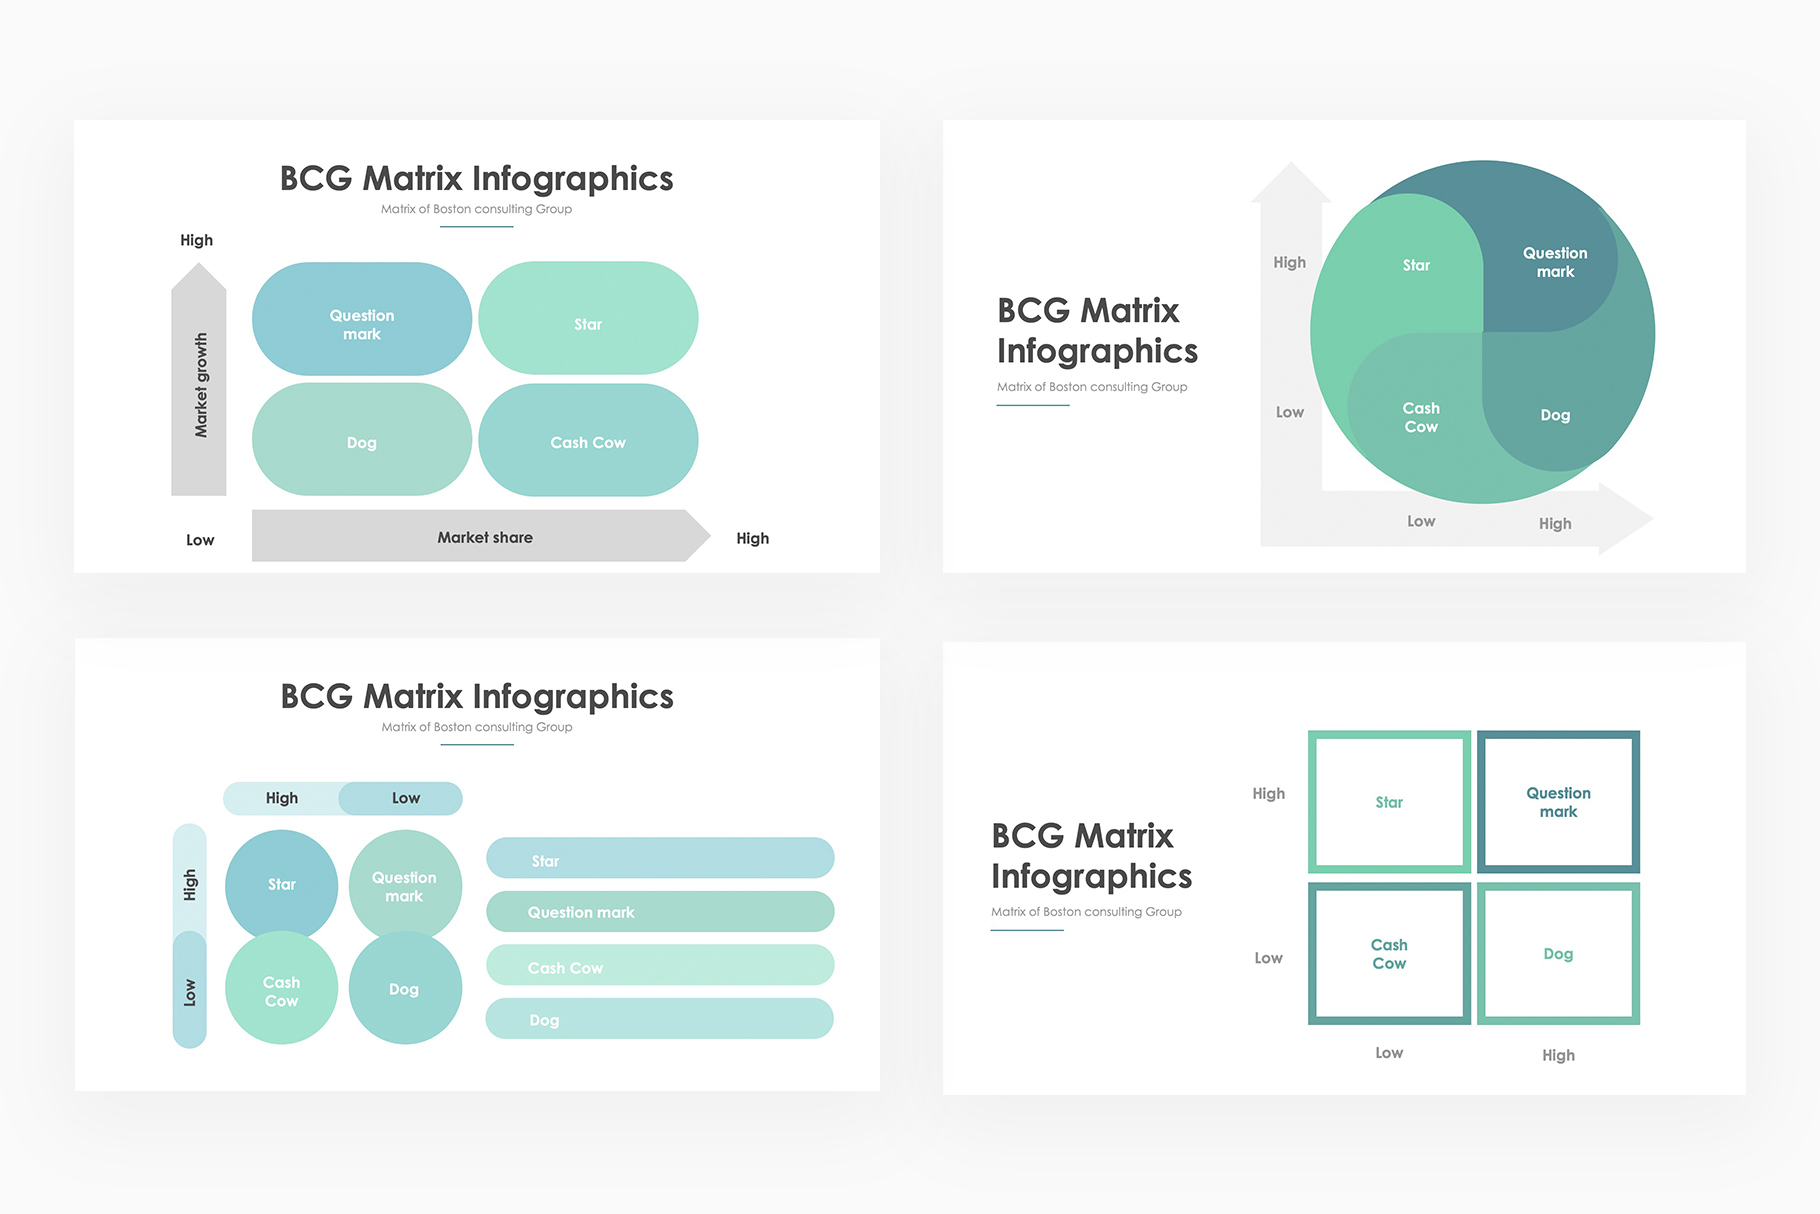 BCG Matrix Infographics
Matrix of Boston consulting Group
High
Market growth
Question
mark
Star
Dog
Cash Cow
Low
Market share
High
BCG Matrix
Infographics
Matrix of Boston consulting Group
High
Low
Star
Question
mark
Cash
Cow
Dog
Low
High
BCG Matrix Infographics
Matrix of Boston consulting Group
High
Low
High
Low
Star
Question
mark
Cash
Cow
Dog
Star
Question mark
Cash Cow
Dog
BCG Matrix
Infographics
Matrix of Boston consulting Group
High
Star
Question
mark
Low
Cash
Cow
Dog
Low
High